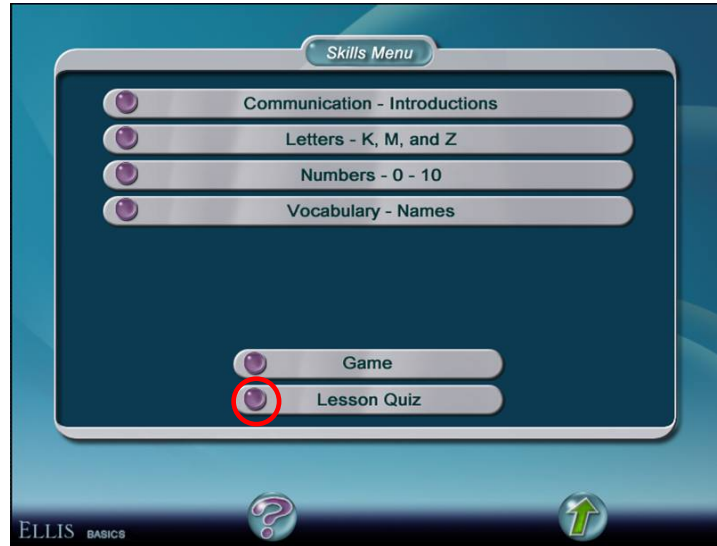 Skills Menu
Communication - Introductions
Letters - K, M, and Z
Numbers - 0 - 10
Vocabulary - Names
Game
Lesson Quiz
?
ELLIS BASICS